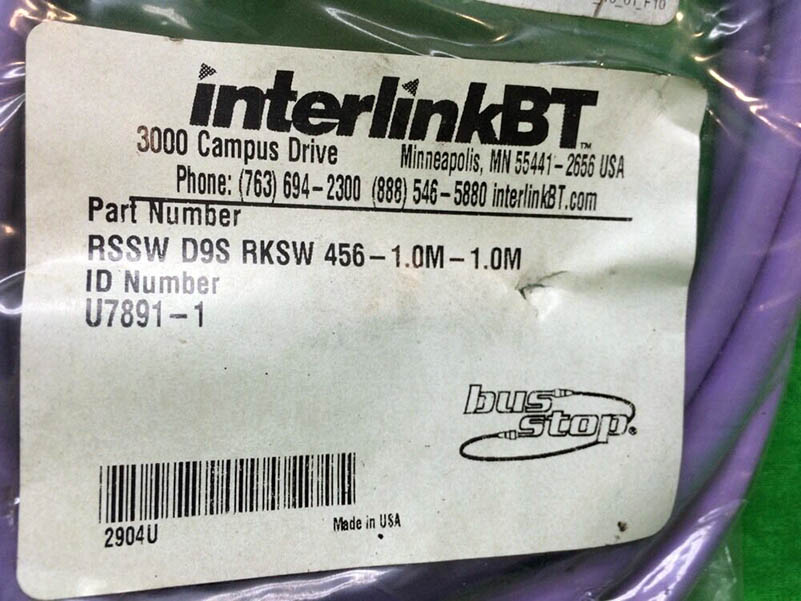 interlinkBT™
3000 Campus Drive Minneapolis, MN 55441-2656 USA
Phone: (763) 694-2300 (888) 546-5880 interlinkBT.com
Part Number
RSSW D9S RKSW 456-1.0M-1.0M
ID Number
U7891-1
bus
stop®
2904U
Made in USA